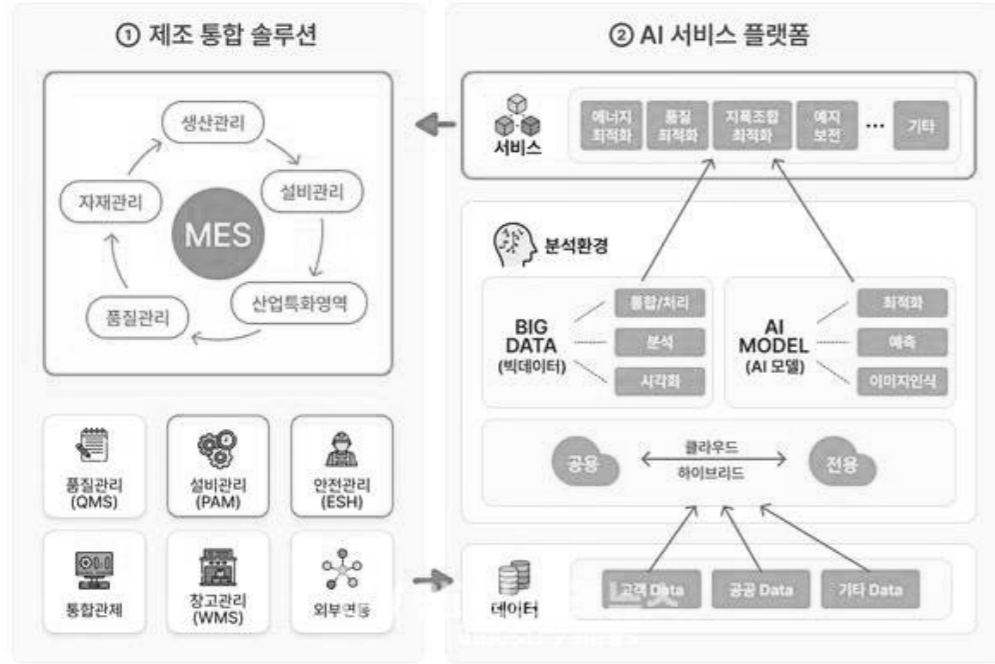 ① 제조 통합 솔루션
생산관리
설비관리
산업특화영역
품질관리
자재관리
MES
품질관리
(QMS)
설비관리
(PAM)
안전관리
(ESH)
통합관제
창고관리
(WMS)
외부연동
② AI 서비스 플랫폼
서비스
에너지
최적화
품질
최적화
지폭조합
최적화
예지
보전
...
기타
분석환경
BIG
DATA
(빅데이터)
통합/처리
분석
시각화
AI
MODEL
(AI 모델)
최적화
예측
이미지인식
공용
클라우드
하이브리드
전용
데이터
고객 Data
공공 Data
기타 Data